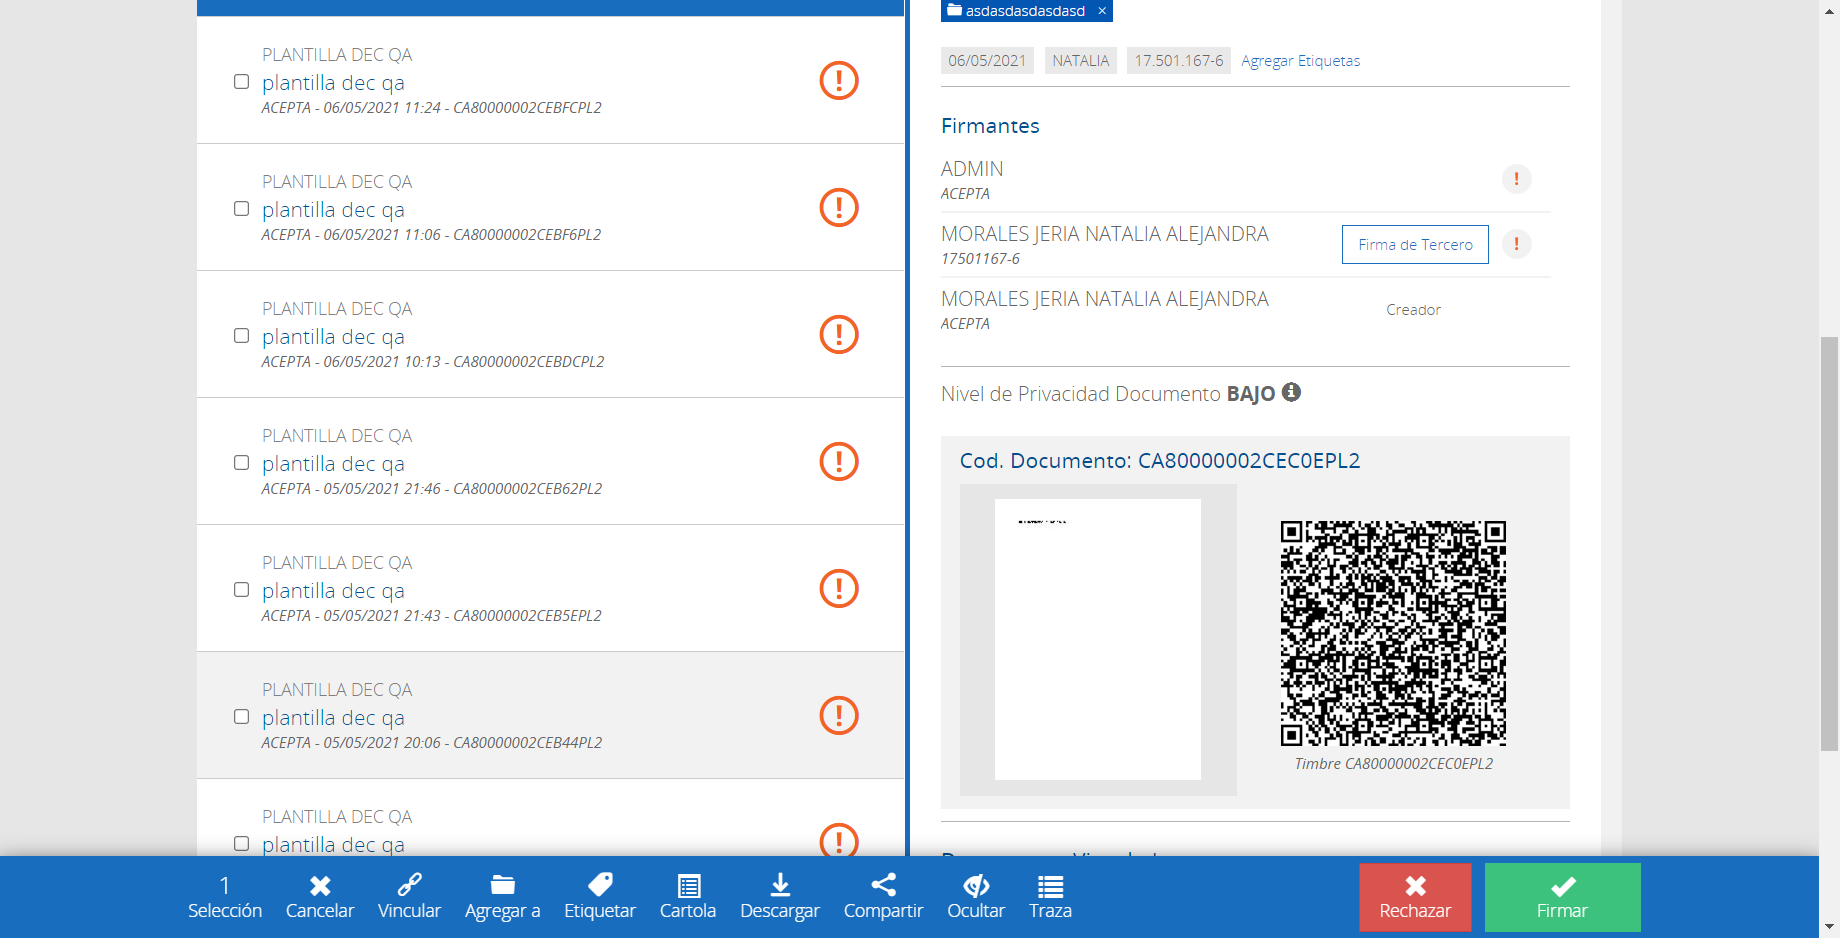 PLANTILLA DEC QA
plantilla dec qa
ACEPTA - 06/05/2021 11:24 - CA80000002CEBFCPL2
PLANTILLA DEC QA
plantilla dec qa
ACEPTA - 06/05/2021 11:06 - CA80000002CEBF6PL2
PLANTILLA DEC QA
plantilla dec qa
ACEPTA - 06/05/2021 10:13 - CA80000002CEBDCPL2
PLANTILLA DEC QA
plantilla dec qa
ACEPTA - 05/05/2021 21:46 - CA80000002CEB62PL2
PLANTILLA DEC QA
plantilla dec qa
ACEPTA - 05/05/2021 21:43 - CA80000002CEB5EPL2
PLANTILLA DEC QA
plantilla dec qa
ACEPTA - 05/05/2021 20:06 - CA80000002CEB44PL2
PLANTILLA DEC QA
plantilla dec qa
asdasdasdasdasd ×
06/05/2021 NATALIA 17.501.167-6 Agregar Etiquetas
Firmantes
ADMIN
ACEPTA
MORALES JERIA NATALIA ALEJANDRA
17501167-6
Firma de Tercero
MORALES JERIA NATALIA ALEJANDRA
ACEPTA
Creador
Nivel de Privacidad Documento BAJO
Cod. Documento: CA80000002CEC0EPL2
Timbre CA80000002CEC0EPL2
1
Selección Cancelar Vincular Agregar a Etiquetar Cartola Descargar Compartir Ocultar Traza Rechazar Firmar